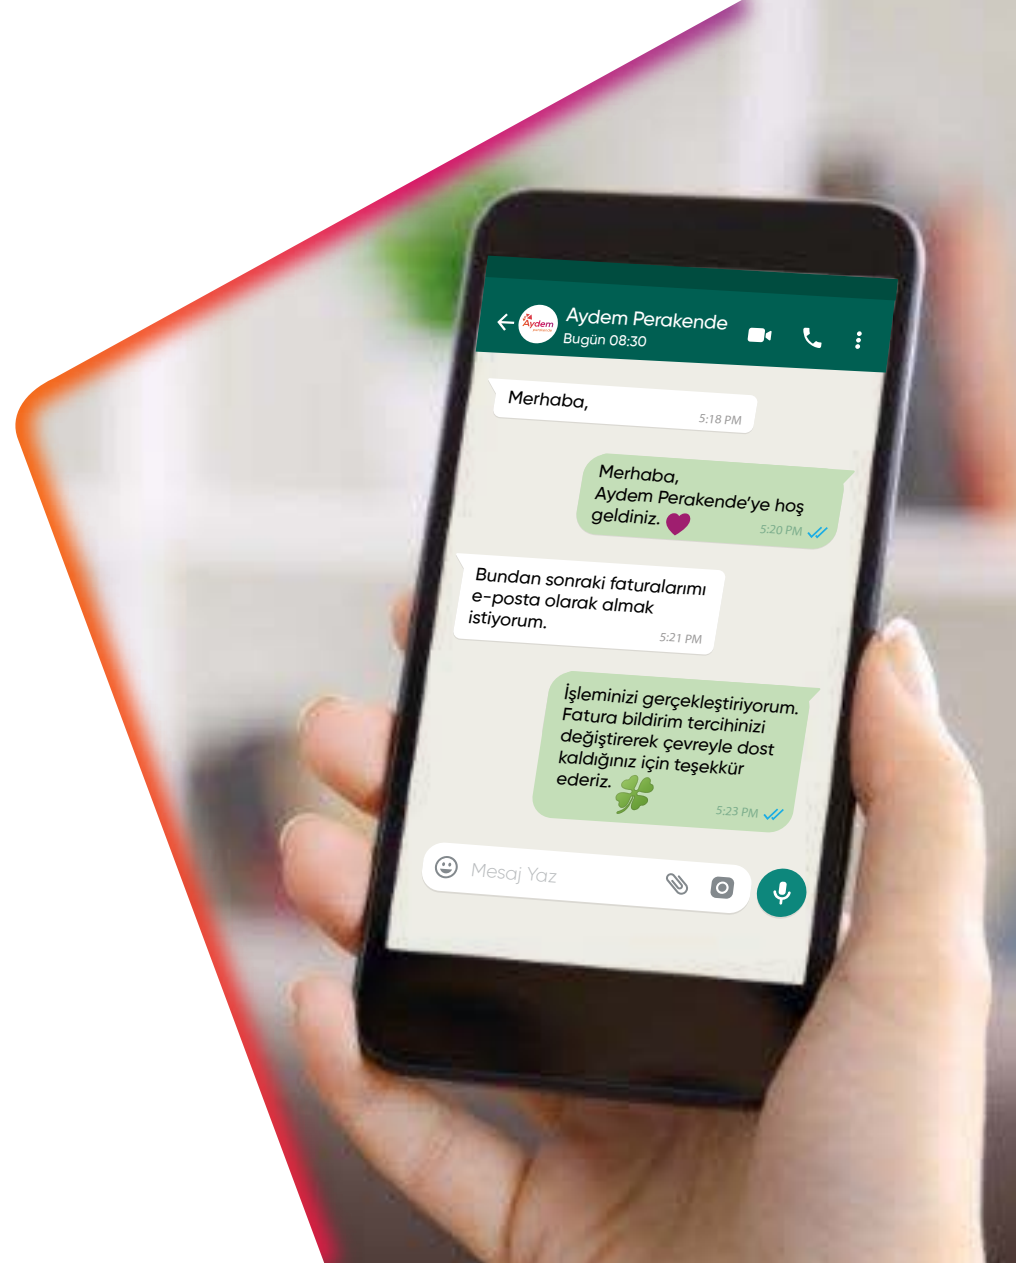 Aydem
Aydem Perakende
Bugün 08:30
Merhaba,
5:18 PM
Merhaba,
Aydem Perakende'ye hoş
geldiniz.
5:20 PM
Bundan sonraki faturalarımı
e-posta olarak almak
istiyorum.
5:21 PM
İşleminizi gerçekleştiriyorum.
Fatura bildirim tercihinizi
değiştirerek çevreyle dost
kaldığınız için teşekkür
ederiz.
5:23 PM
Mesaj Yaz